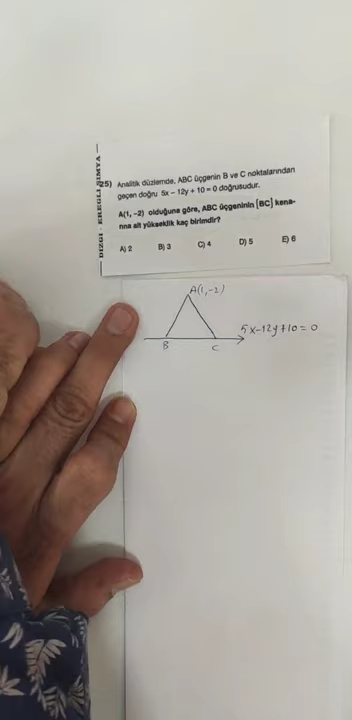 DİZGİ - EREĞLİ SİMYA
25) Analitik düzlemde, ABC üçgenin B ve C noktalarından
geçen doğru 5x – 12y + 10 = 0 doğrusudur.
A(1, –2) olduğuna göre, ABC üçgeninin [BC] kena-
rına ait yükseklik kaç birimdir?
A) 2 B) 3 C) 4 D) 5 E) 6
A(1,-2)
5x-12y+10=0
B C